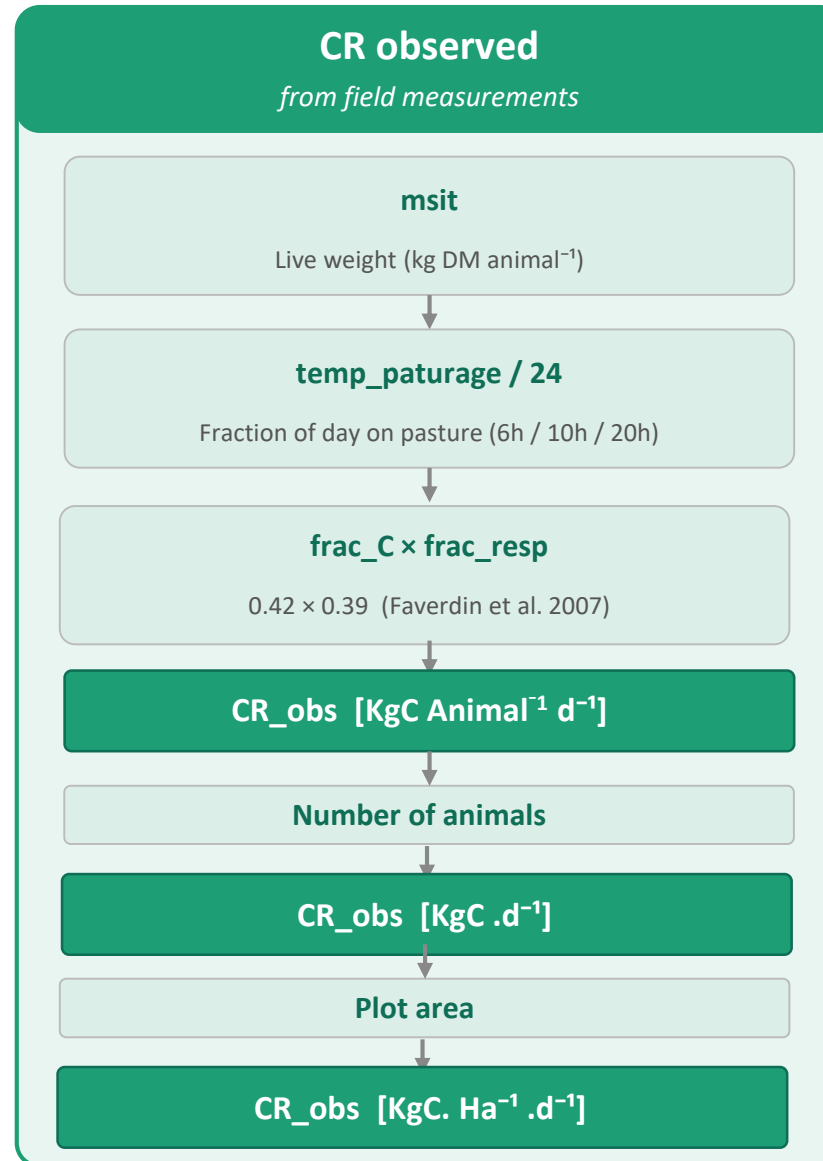 CR observed
from field measurements
msit
Live weight (kg DM animal⁻¹)
temp_paturage / 24
Fraction of day on pasture (6h / 10h / 20h)
frac_C × frac_resp
0.42 × 0.39 (Faverdin et al. 2007)
CR_obs [KgC Animal⁻¹ d⁻¹]
Number of animals
CR_obs [KgC .d⁻¹]
Plot area
CR_obs [KgC. Ha⁻¹ .d⁻¹]